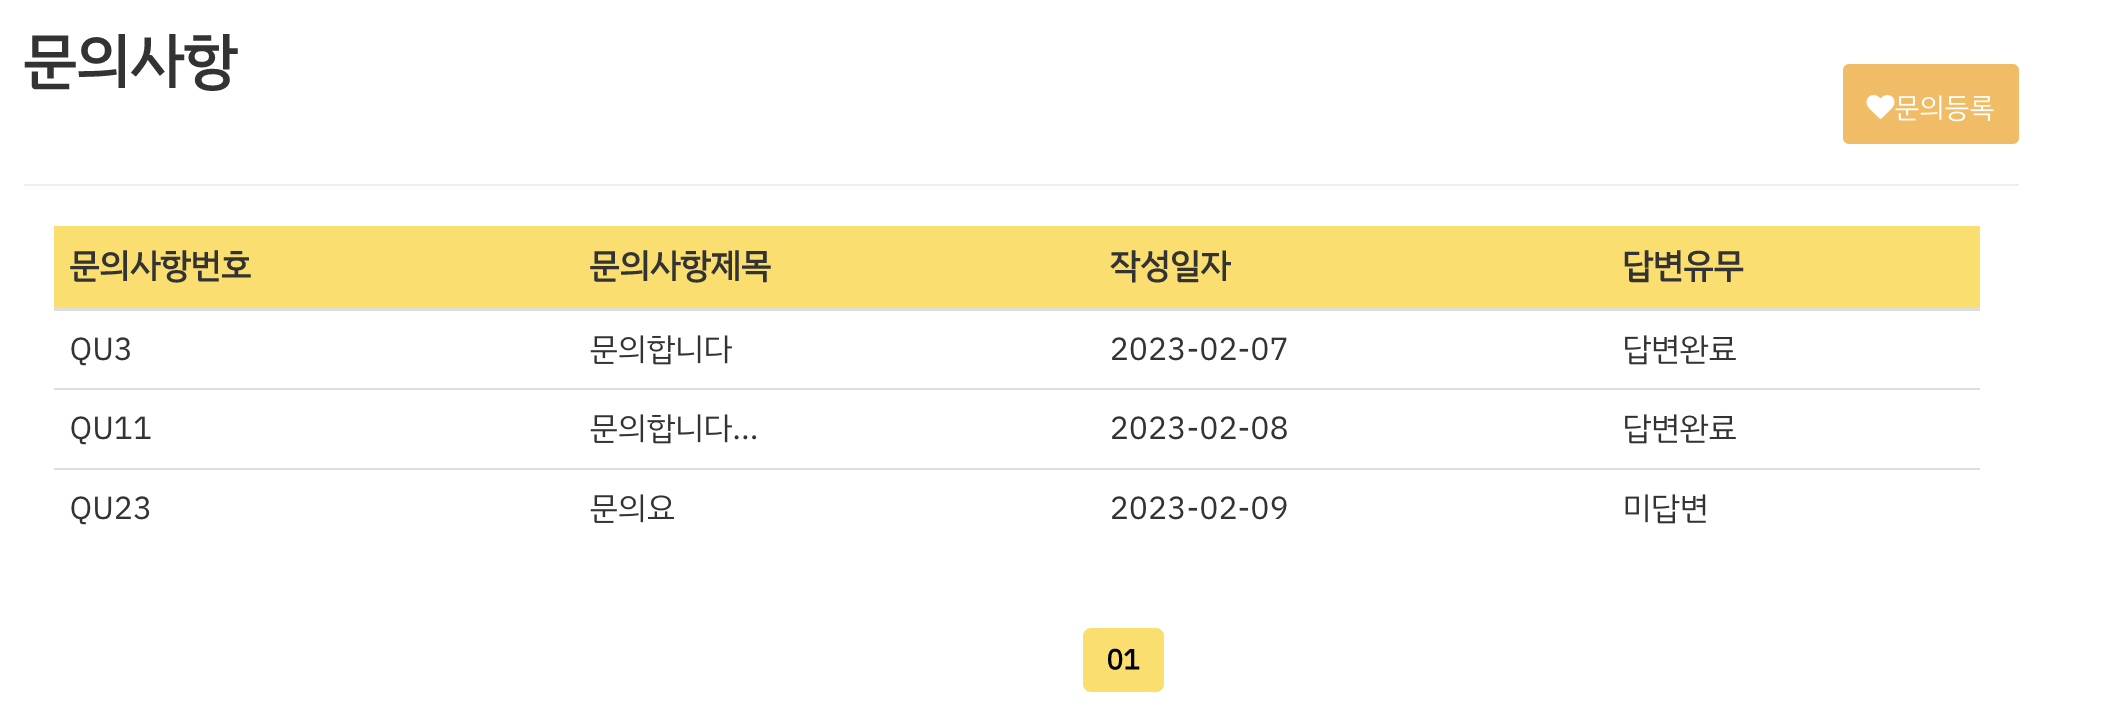 문의사항
문의등록
문의사항번호 문의사항제목 작성일자 답변유무
QU3 문의합니다 2023-02-07 답변완료
QU11 문의합니다... 2023-02-08 답변완료
QU23 문의요 2023-02-09 미답변
01